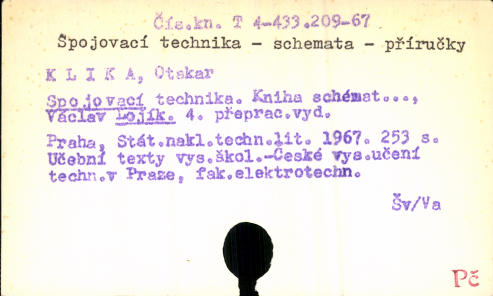 Čís.kn. T 4-433.209-67
Spojovací technika - schemata - příručky
K L I K A, Otakar
Spojovací technika. Kniha schémat...,
Václav Lojík. 4. přeprac.vyd.
Praha, Stát.nakl.techn.lit. 1967. 253 s.
Učební texty vys.škol.-České vys.učení
techn.v Praze, fak.elektrotechn.
Šv/Va
Pč